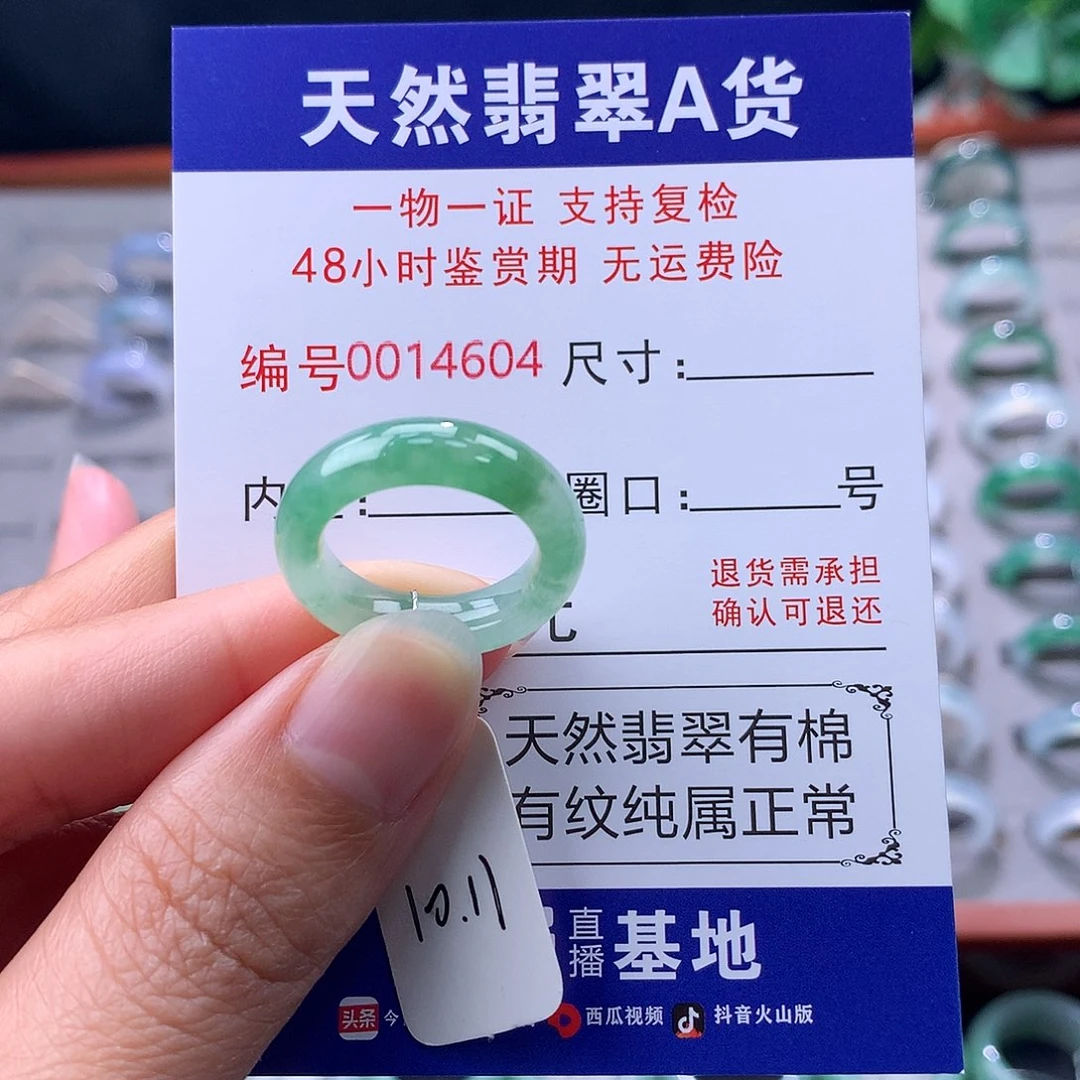 天然翡翠A货
一物一证 支持复检
48小时鉴赏期 无运费险
编号0014604 尺寸:
内 : 圈口: 号
退货需承担
确认可退还
天然翡翠有棉
有纹纯属正常
10.11
直播 基地
头条 今 西瓜视频 抖音火山版